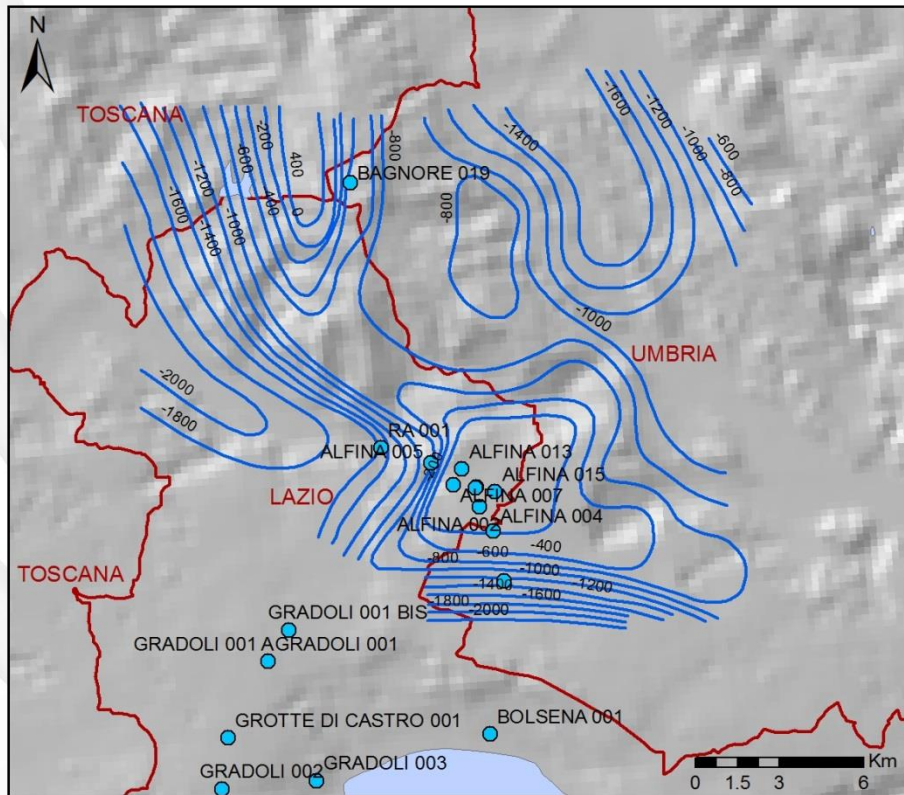 N
TOSCANA
-200
-600
400
-400
0
-1200
-1600
-1000
-1400
-800
BAGNORE 019
-1400
-800
-1600
-1200
-1000
-600
-800
-1000
UMBRIA
-2000
-1800
RA 001
ALFINA 005
ALFINA 013
ALFINA 015
ALFINA 007
LAZIO
ALFINA 002
ALFINA 004
-800
-600
-400
-1000
-1200
-1400
-1600
-1800
-2000
TOSCANA
GRADOLI 001 BIS
GRADOLI 001 A
GRADOLI 001
GROTTE DI CASTRO 001
BOLSENA 001
GRADOLI 002
GRADOLI 003
Km
0 1.5 3 6